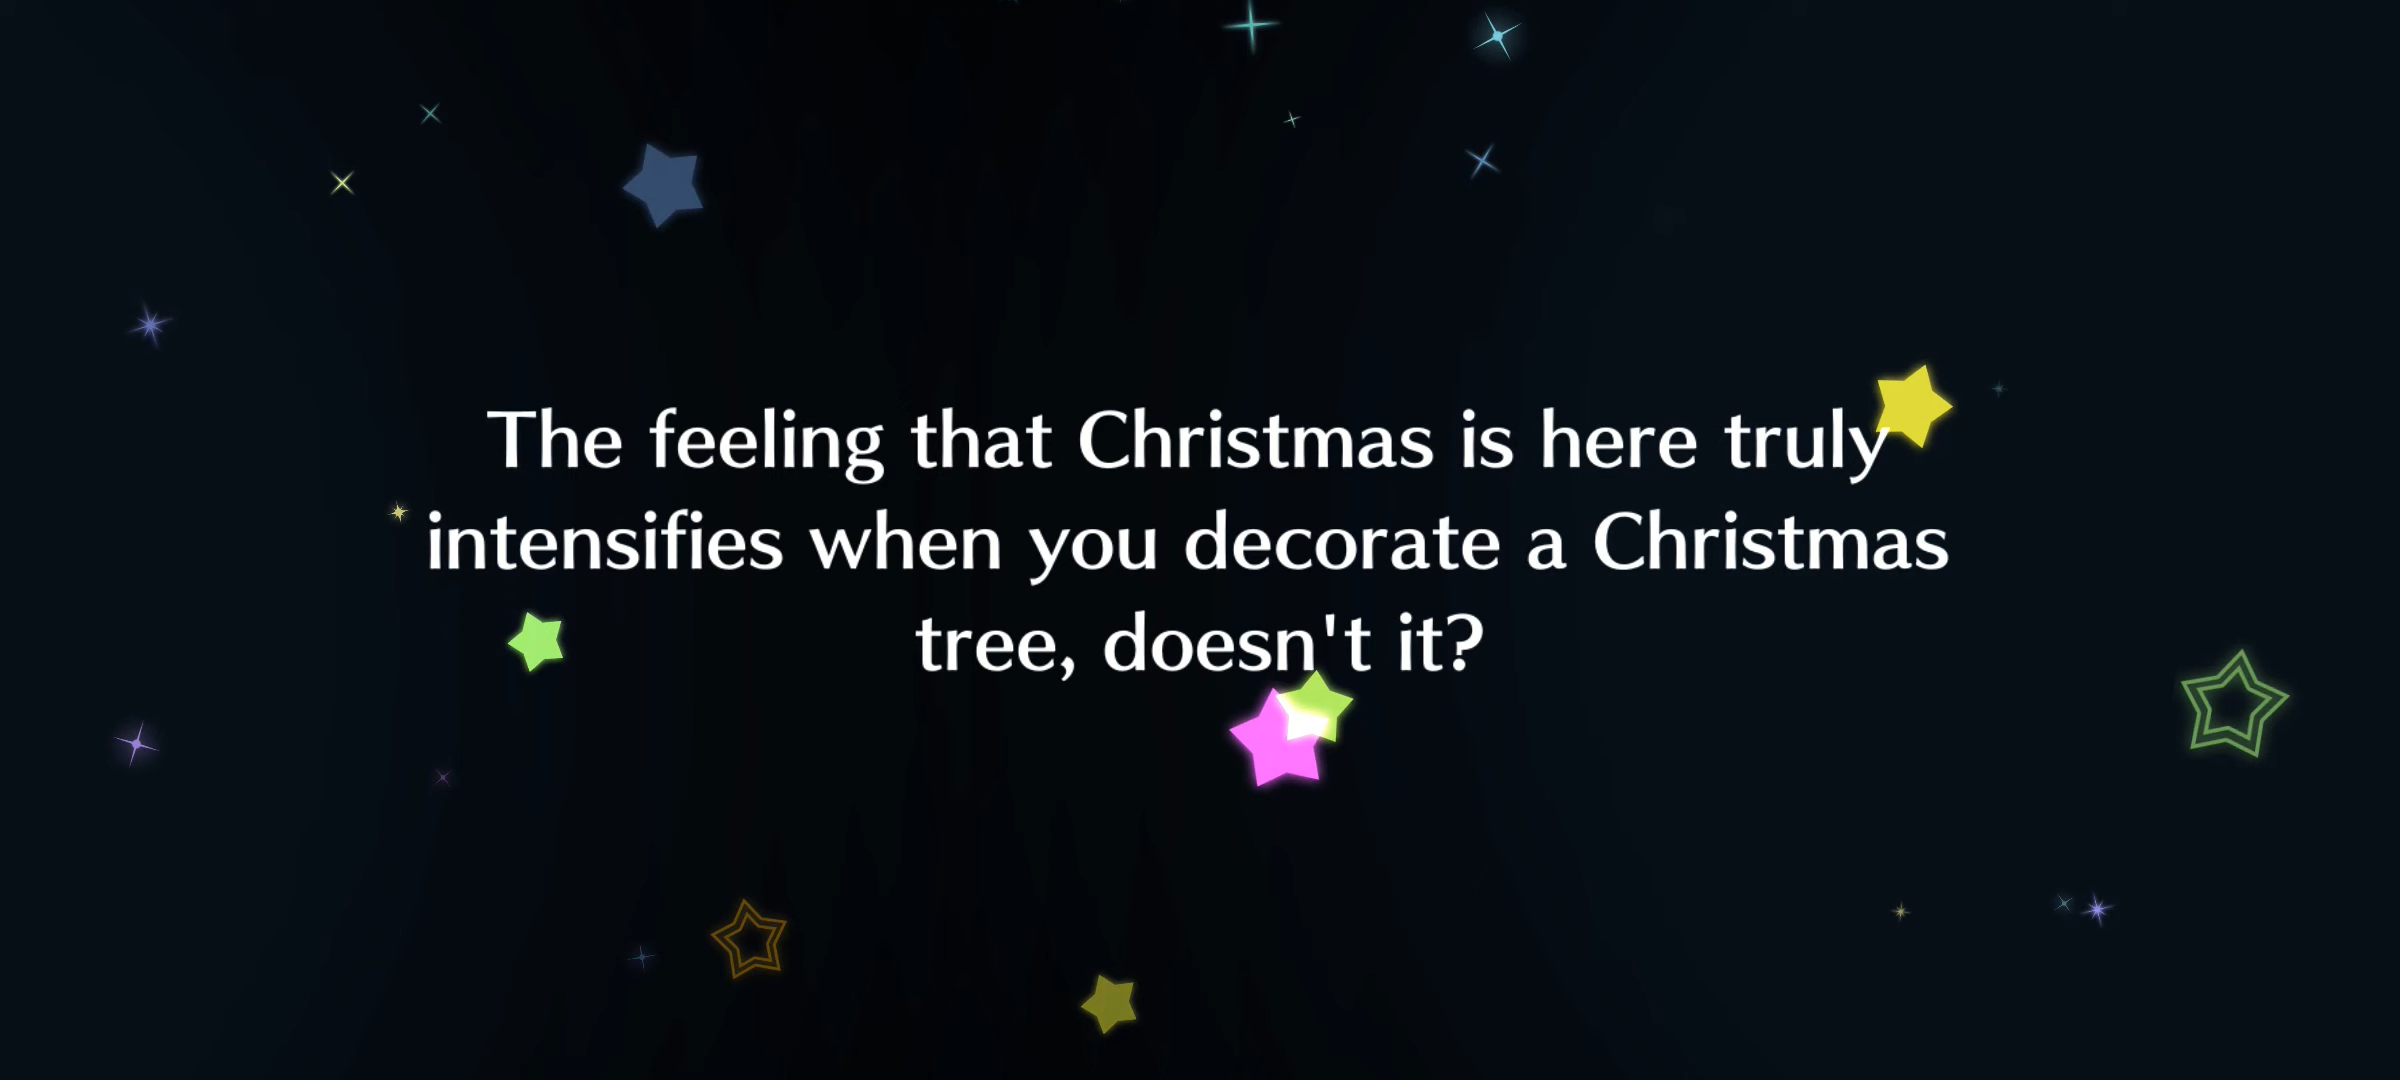 The feeling that Christmas is here truly
intensifies when you decorate a Christmas
tree, doesn't it?